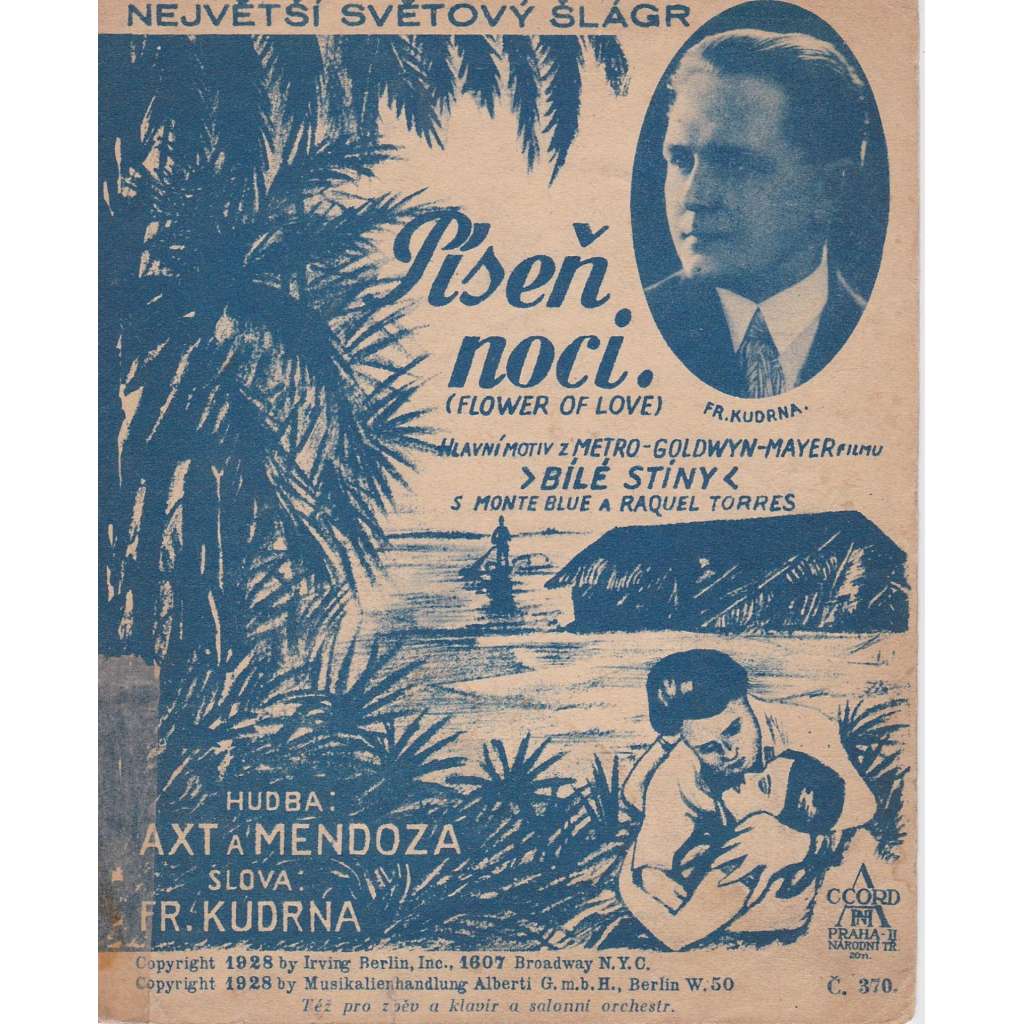 NEJVĚTŠÍ SVĚTOVÝ ŠLÁGR
Píseň
noci.
(FLOWER OF LOVE)
FR. KUDRNA.
HLAVNÍ MOTIV Z METRO-GOLDWYN-MAYER FILMU
>BÍLÉ STÍNY<
S MONTE BLUE A RAQUEL TORRES
HUDBA:
AXT A MENDOZA
SLOVA:
FR. KUDRNA
ACCORD
PRAHA-II
NÁRODNÍ TŘ.
Copyright 1928 by Irving Berlin, Inc., 1607 Broadway N.Y.C.
Copyright 1928 by Musikalienhandlung Alberti G.m.b.H., Berlin W.50
Č. 370.
Též pro zpěv a klavír a salonní orchestr.